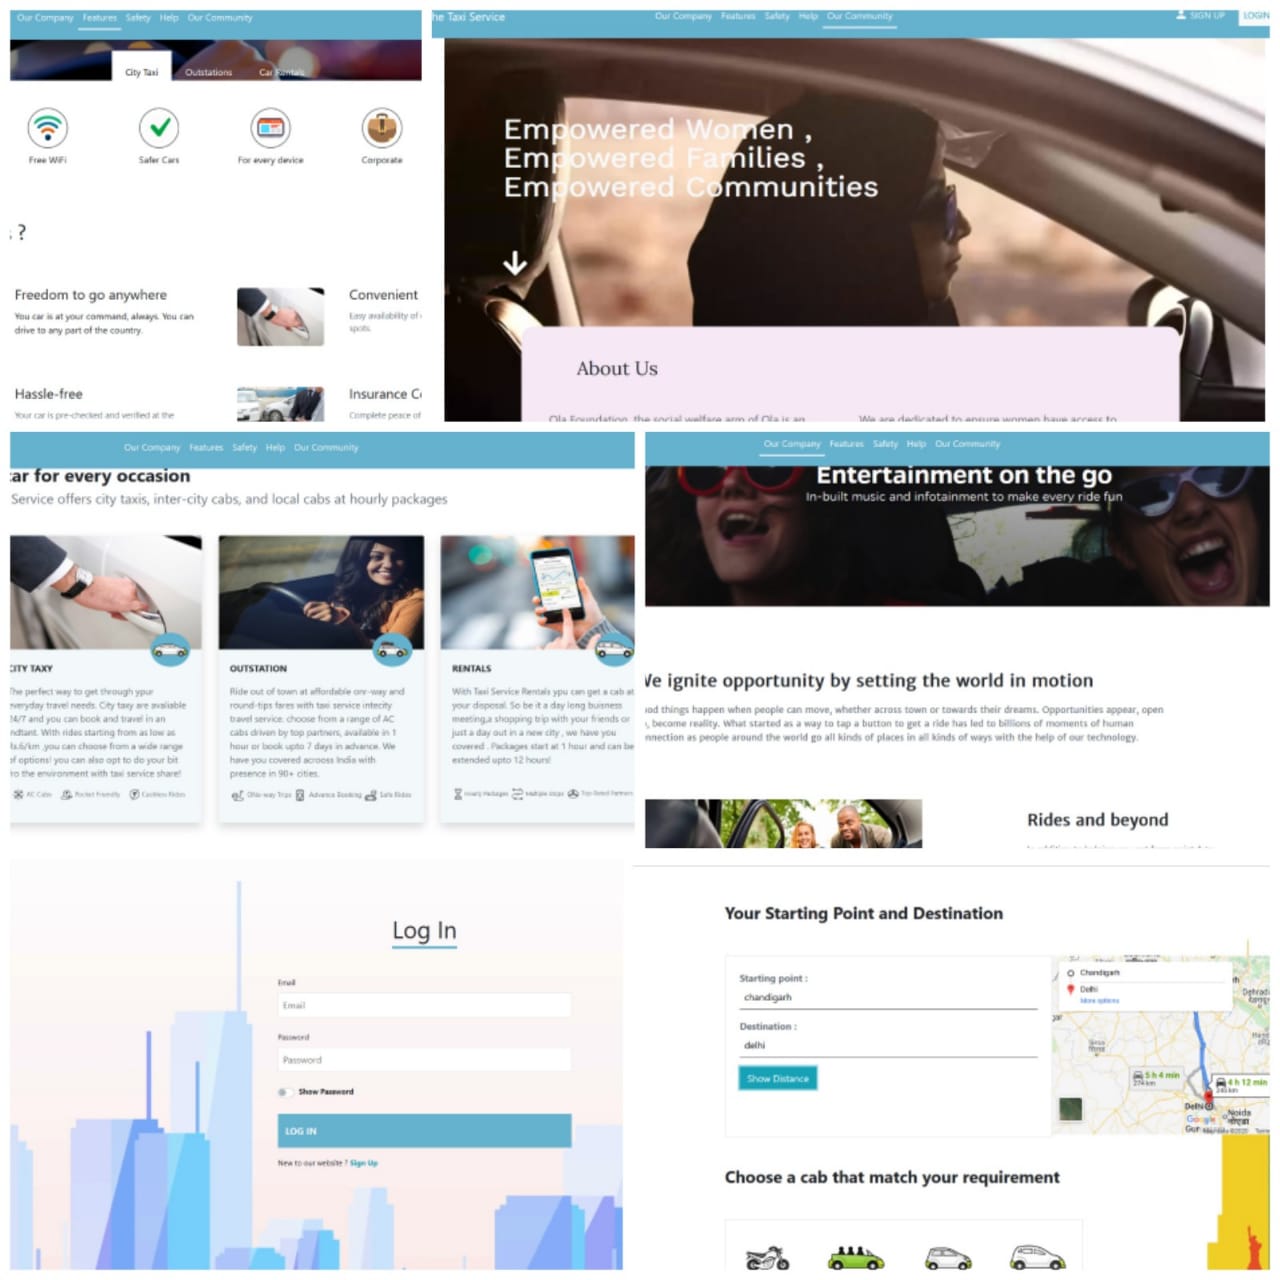 Our Company Features Safety Help Our Community
City Taxi Outstations Car Rentals
Free WiFi Safer Cars For every device Corporate
?
Freedom to go anywhere
You car is at your command, always. You can
drive to any part of the country.
Convenient
Easy availability of
spots.
Hassle-free
Your car is pre-checked and verified at the
Insurance
Complete peace of
he Taxi Service
Our Company Features Safety Help Our Community
SIGN UP LOGIN
Empowered Women ,
Empowered Families ,
Empowered Communities
About Us
Ola Foundation, the social welfare arm of Ola is an
We are dedicated to ensure women have access to
Our Company Features Safety Help Our Community
car for every occasion
Service offers city taxis, inter-city cabs, and local cabs at hourly packages
CITY TAXY
The perfect way to get through ypur
everyday travel needs. City taxy are avaliable
24/7 and you can book and travel in an
indtant. With rides starting from as low as
Rs.6/km ,you can choose from a wide range
of options! you can also opt to do your bit
ro the environment with taxi service share!
AC Cabs Pocket Friendly Cashless Rides
OUTSTATION
Ride out of town at affordable onr-way and
round-tips fares with taxi service intecity
travel service. choose from a range of AC
cabs driven by top partners, available in 1
hour or book upto 7 days in advance. We
have you covered acrooss India with
presence in 90+ cities.
ONe-way Trips Advance Booking Safe Rides
RENTALS
With Taxi Service Rentals ypu can get a cab at
your disposal. So be it a day long buisness
meeting,a shopping trip with your friends or
just a day out in a new city , we have you
covered . Packages start at 1 hour and can be
extended upto 12 hours!
Hourly Packages Multiple Stops Top Rated Partners
Our Company Features Safety Help Our Community
Entertainment on the go
In-built music and infotainment to make every ride fun
We ignite opportunity by setting the world in motion
ood things happen when people can move, whether across town or towards their dreams. Opportunities appear, open
, become reality. What started as a way to tap a button to get a ride has led to billions of moments of human
nnection as people around the world go all kinds of places in all kinds of ways with the help of our technology.
Rides and beyond
Log In
Email
Email
Password
Password
Show Password
LOG IN
New to our website ? Sign Up
Your Starting Point and Destination
Starting point :
chandigarh
Destination :
delhi
Show Distance
Chandigarh
Delhi
More options
5 h 4 min
274 km
4 h 12 min
245 km
Delhi
Noida
Google
Choose a cab that match your requirement